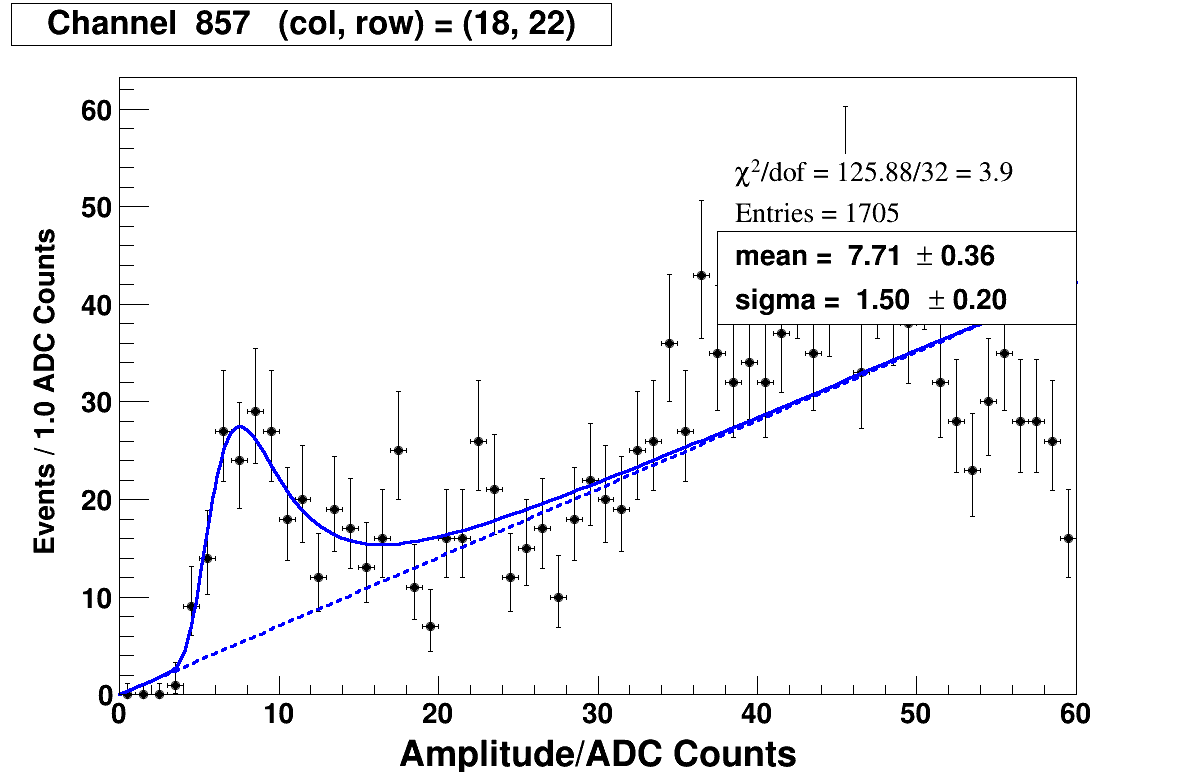 Channel 857 (col, row) = (18, 22)
χ²/dof = 125.88/32 = 3.9
Entries = 1705
mean = 7.71 ± 0.36
sigma = 1.50 ± 0.20
Events / 1.0 ADC Counts
60
50
40
30
20
10
0
0 10 20 30 40 50 60
Amplitude/ADC Counts